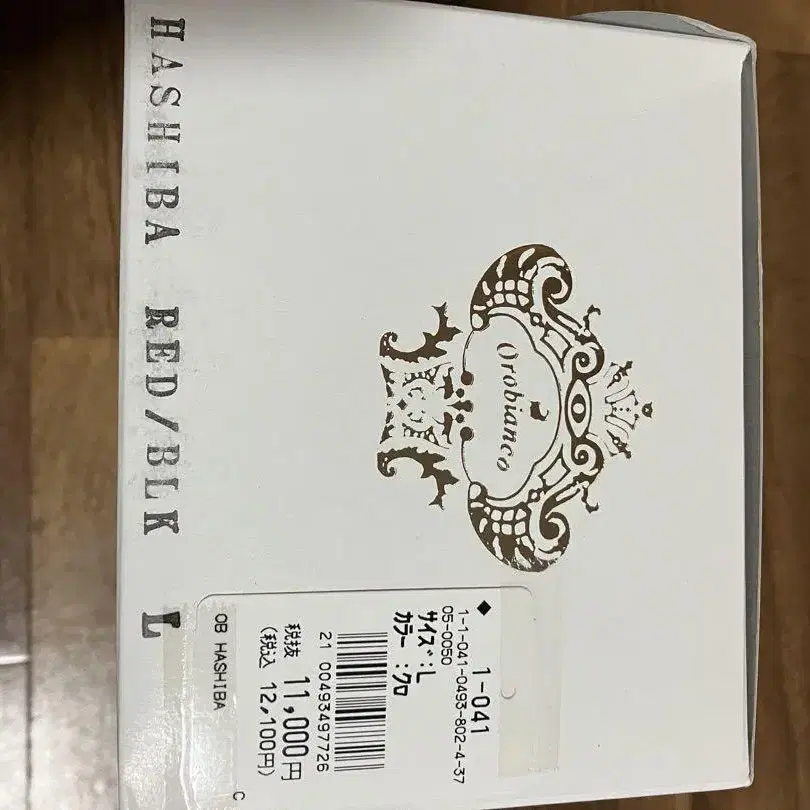 Orobianco
◆ 1-041
1-1-041-0493-802-4-37
05-0050
サイズ:L
カラー :クロ
21 00493497726
税抜 11,000円
(税込 12,100円)
OB HASHIBA
C
HASHIBA RED/BLK L